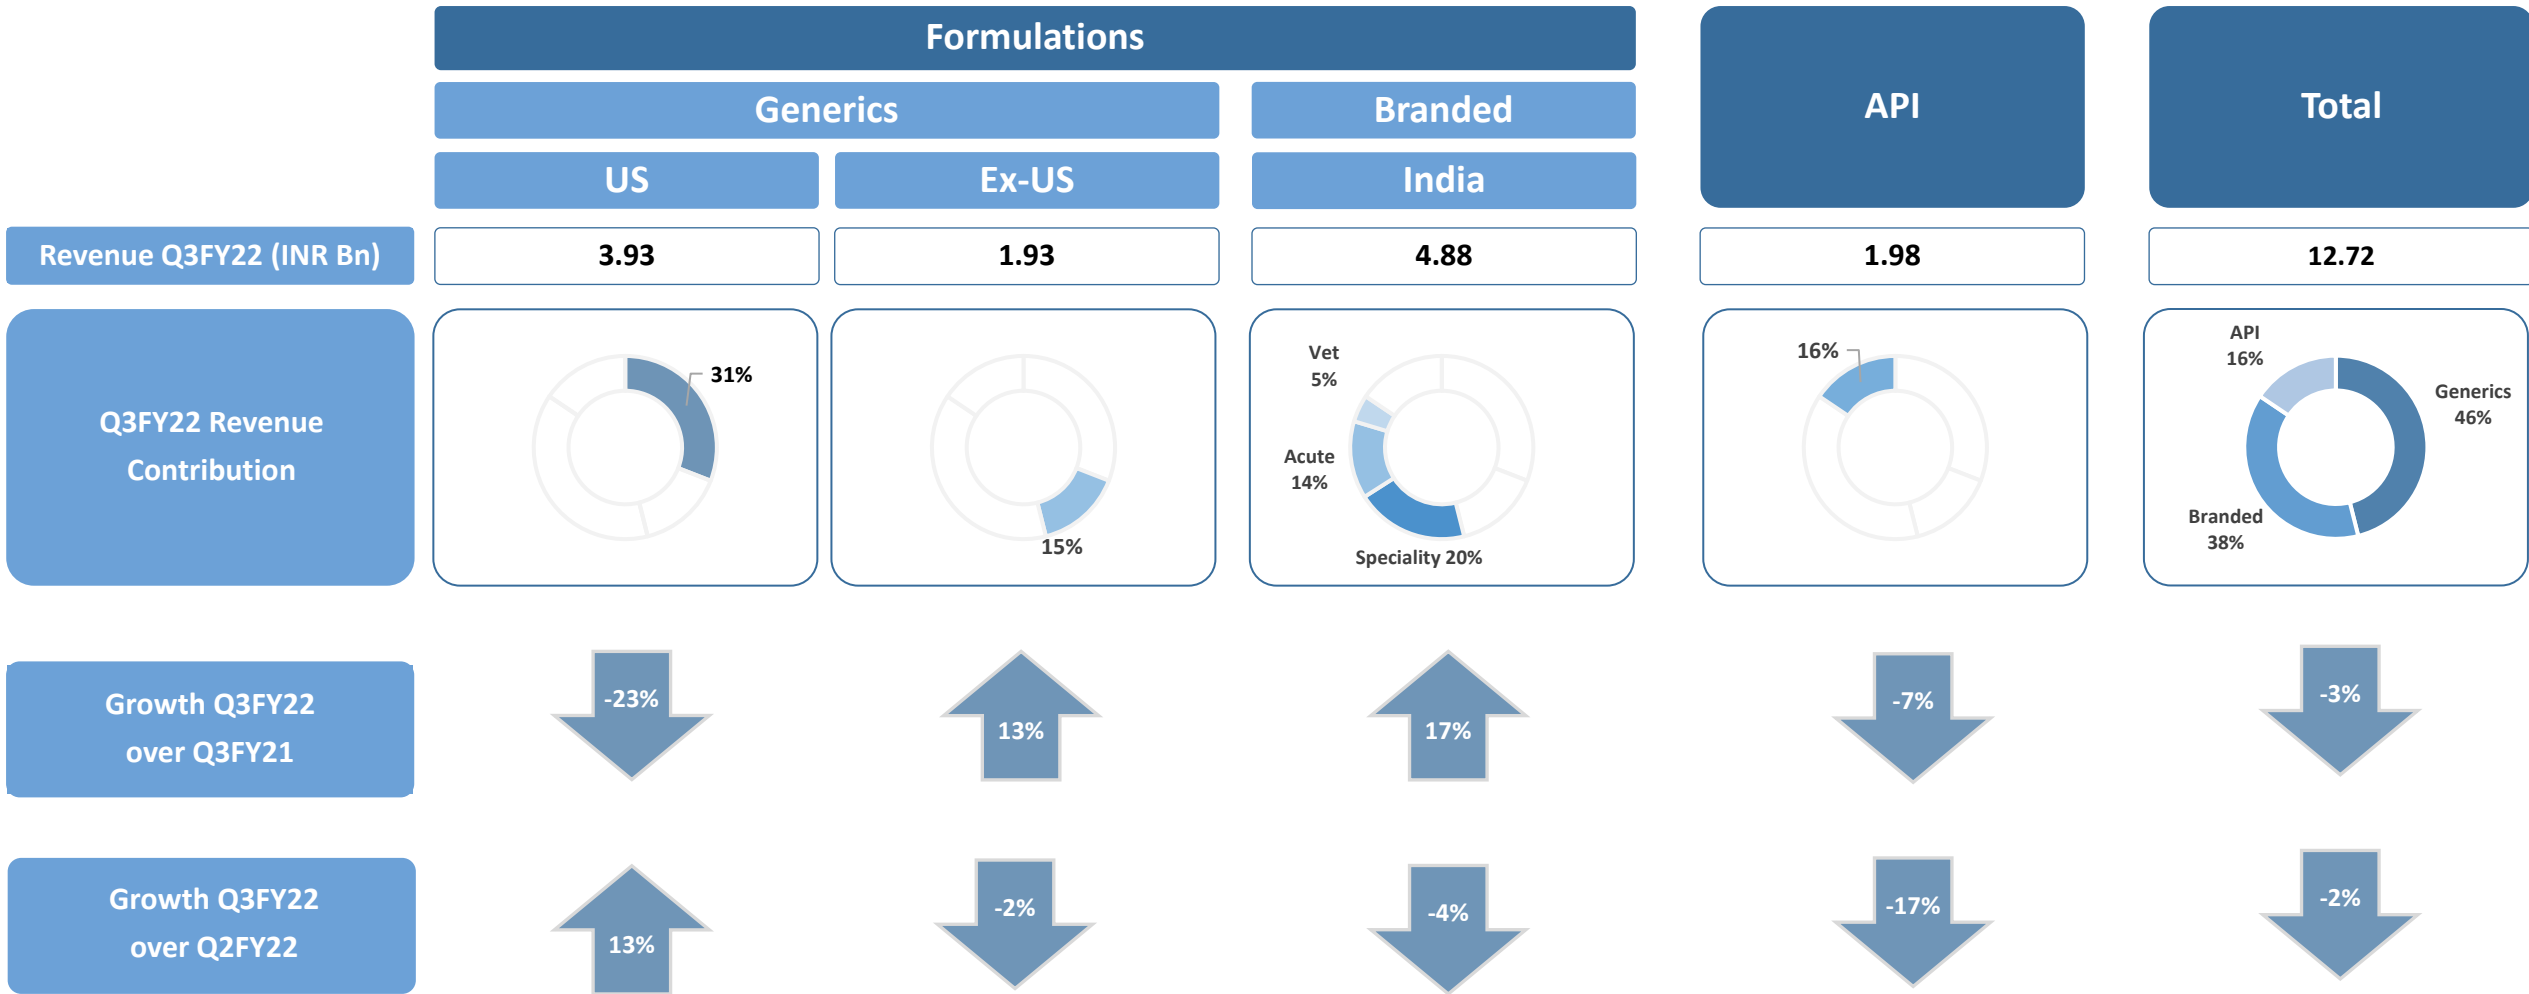 Formulations
API
Total
Generics
Branded
US
Ex-US
India
Revenue Q3FY22 (INR Bn)
3.93
1.93
4.88
1.98
12.72
Q3FY22 Revenue
Contribution
31%
15%
Vet
5%
Acute
14%
Speciality 20%
16%
API
16%
Generics
46%
Branded
38%
Growth Q3FY22
over Q3FY21
-23%
13%
17%
-7%
-3%
Growth Q3FY22
over Q2FY22
13%
-2%
-4%
-17%
-2%